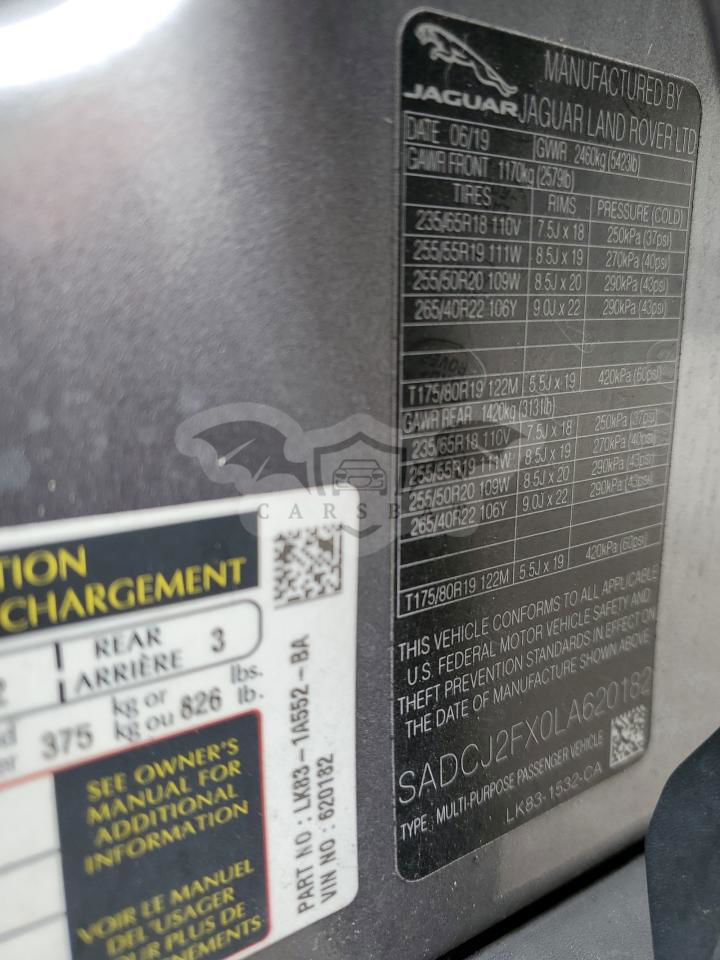 JAGUAR
MANUFACTURED BY
JAGUAR LAND ROVER LTD
DATE 06/19 GVWR 2460kg (5423lb)
GAWR FRONT 1170kg (2579lb)
TIRES RIMS PRESSURE (COLD)
235/65R18 110V 7.5J x 18 250kPa (37psi)
255/55R19 111W 8.5J x 19 270kPa (40psi)
255/50R20 109W 8.5J x 20 290kPa (43psi)
265/40R22 106Y 9.0J x 22 290kPa (43psi)
T175/80R19 122M 5.5J x 19 420kPa (60psi)
GAWR REAR 1420kg (3131lb)
235/65R18 110V 7.5J x 18 250kPa (37psi)
255/55R19 111W 8.5J x 19 270kPa (40psi)
255/50R20 109W 8.5J x 20 290kPa (43psi)
265/40R22 106Y 9.0J x 22 290kPa (43psi)
T175/80R19 122M 5.5J x 19 420kPa (60psi)
THIS VEHICLE CONFORMS TO ALL APPLICABLE
U.S. FEDERAL MOTOR VEHICLE SAFETY AND
THEFT PREVENTION STANDARDS IN EFFECT ON
THE DATE OF MANUFACTURE SHOWN ABOVE
SADCJ2FX0LA620182
TYPE: MULTI-PURPOSE PASSENGER VEHICLE
LK83-1532-CA
TION
CHARGEMENT
2 REAR 3
ARRIÈRE
375 kg or 826 lbs.
kg ou lb.
SEE OWNER'S
MANUAL FOR
ADDITIONAL
INFORMATION
VOIR LE MANUEL
DEL'USAGER
OUR PLUS DE
NEMENTS
PART NO : LK83-1A552-BA
VIN NO : 620182